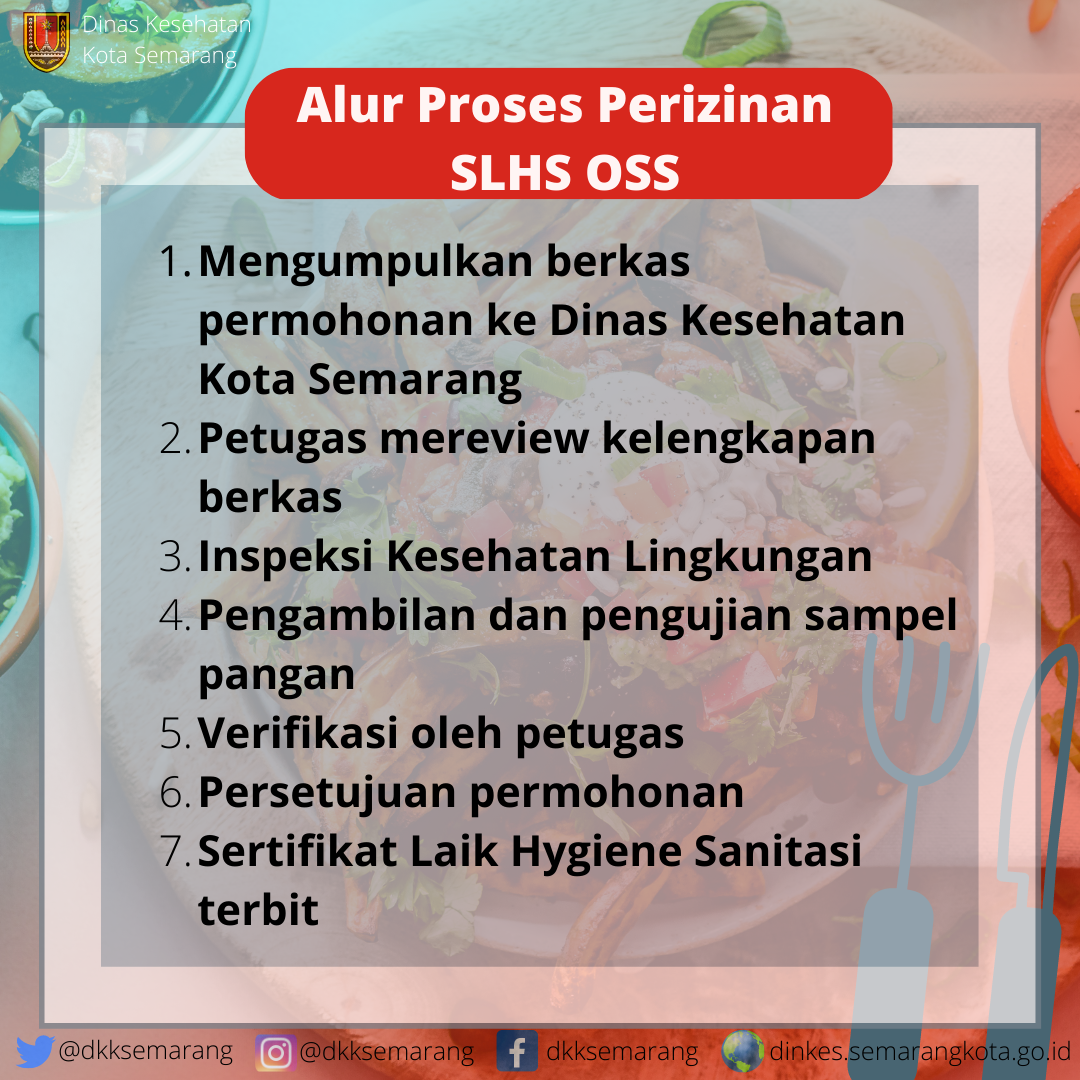 Dinas Kesehatan
Kota Semarang
Alur Proses Perizinan
SLHS OSS
1. Mengumpulkan berkas
permohonan ke Dinas Kesehatan
Kota Semarang
2. Petugas mereview kelengkapan
berkas
3. Inspeksi Kesehatan Lingkungan
4. Pengambilan dan pengujian sampel
pangan
5. Verifikasi oleh petugas
6. Persetujuan permohonan
7. Sertifikat Laik Hygiene Sanitasi
terbit
@dkksemarang @dkksemarang dkksemarang dinkes.semarangkota.go.id